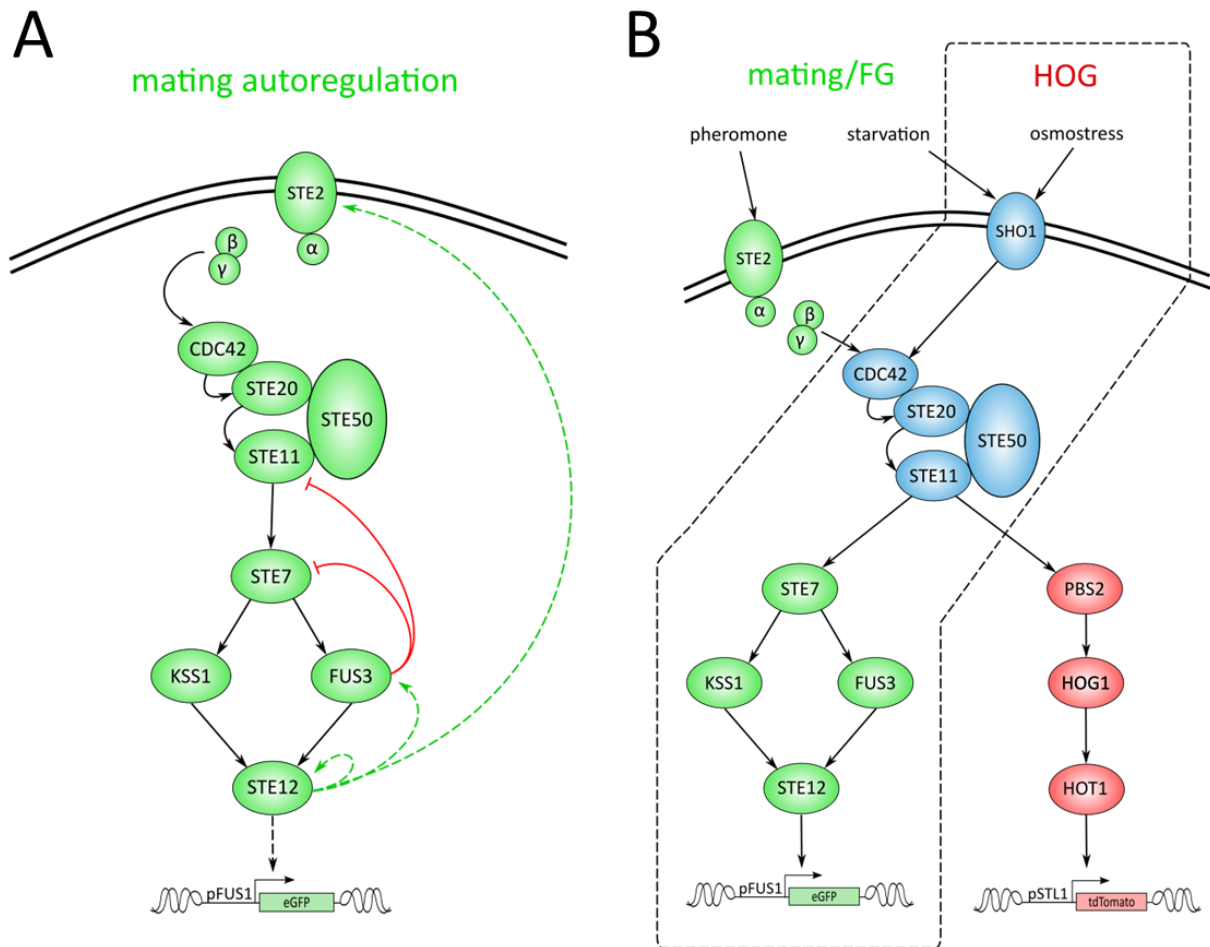 A
mating autoregulation
STE2
β
γ
α
CDC42
STE20
STE50
STE11
STE7
KSS1
FUS3
STE12
pFUS1
eGFP
B
mating/FG
HOG
pheromone
starvation
osmostress
SHO1
STE2
α
β
γ
CDC42
STE20
STE50
STE11
STE7
PBS2
KSS1
FUS3
HOG1
STE12
HOT1
pFUS1
eGFP
pSTL1
tdTomato